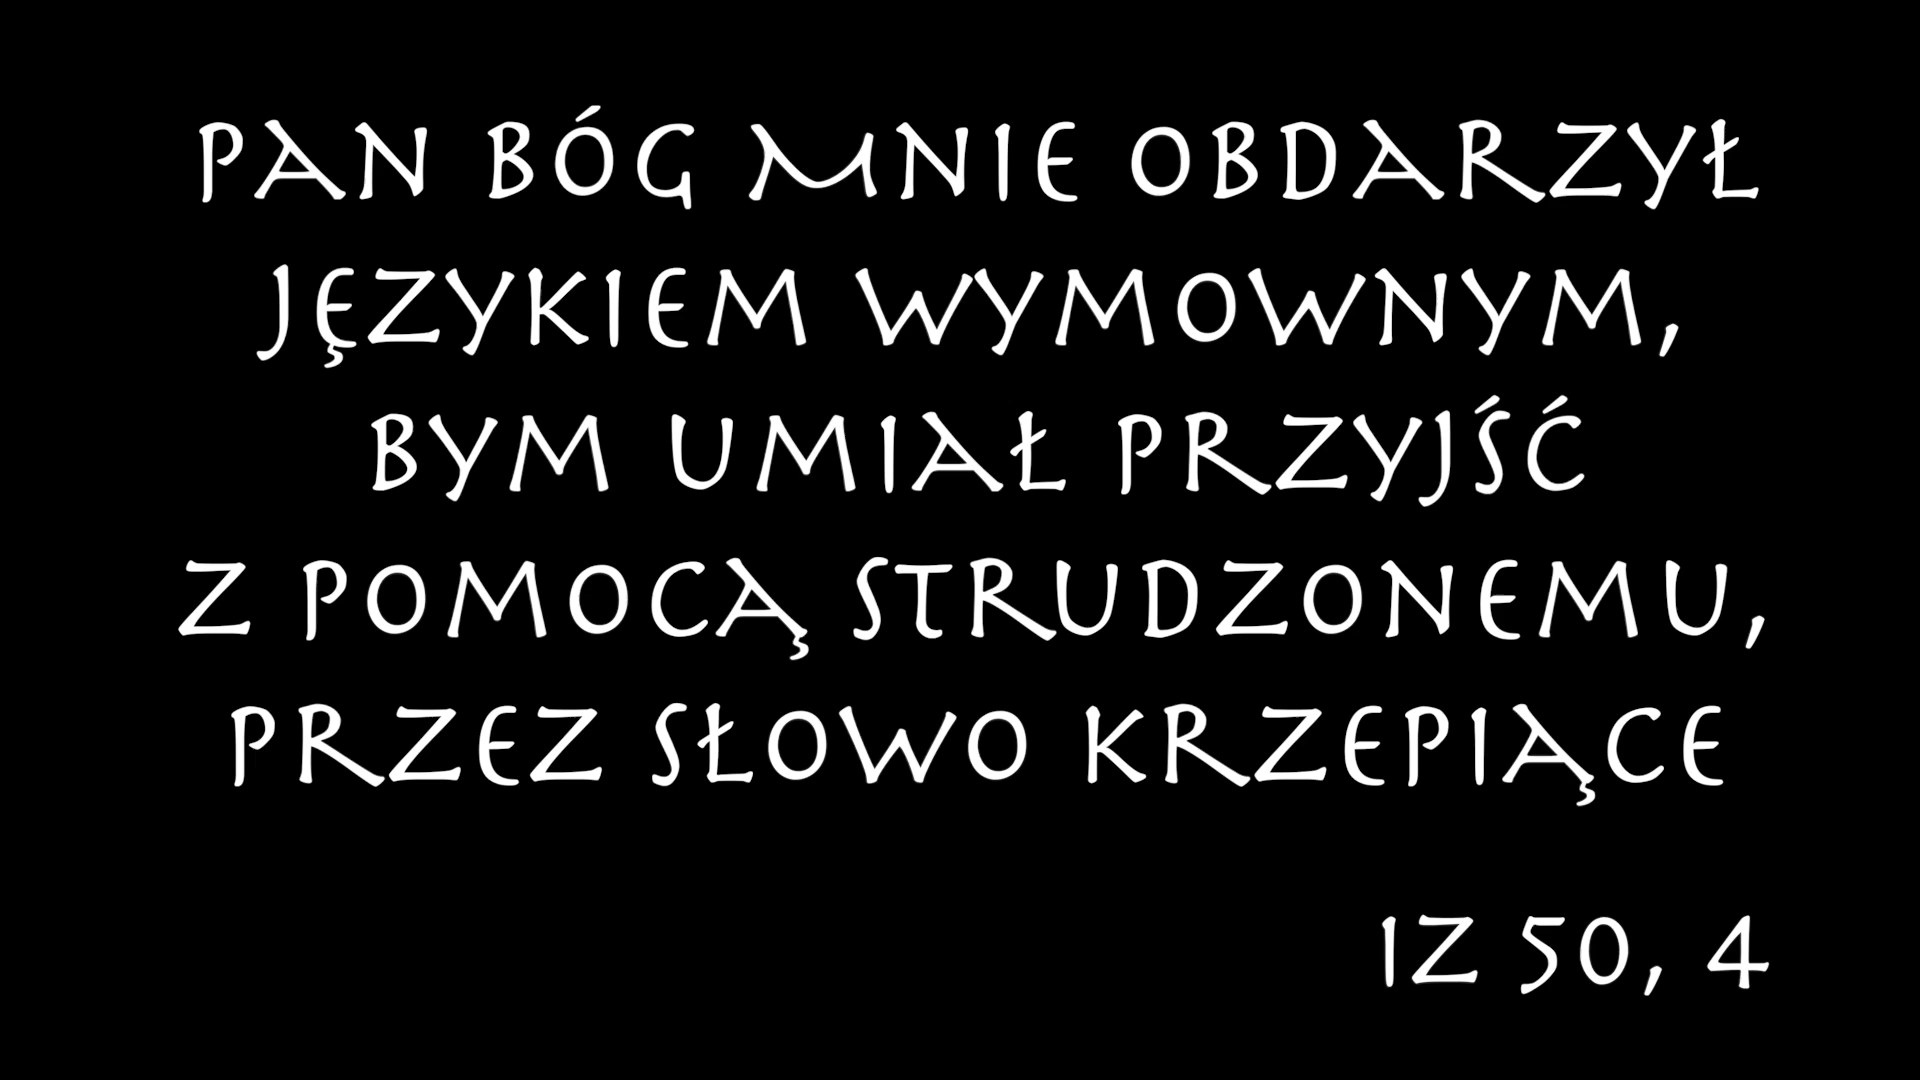 PAN BÓG MNIE OBDARZYŁ
JĘZYKIEM WYMOWNYM,
BYM UMIAŁ PRZYJŚĆ
Z POMOCĄ STRUDZONEMU,
PRZEZ SŁOWO KRZEPIĄCE
IZ 50, 4